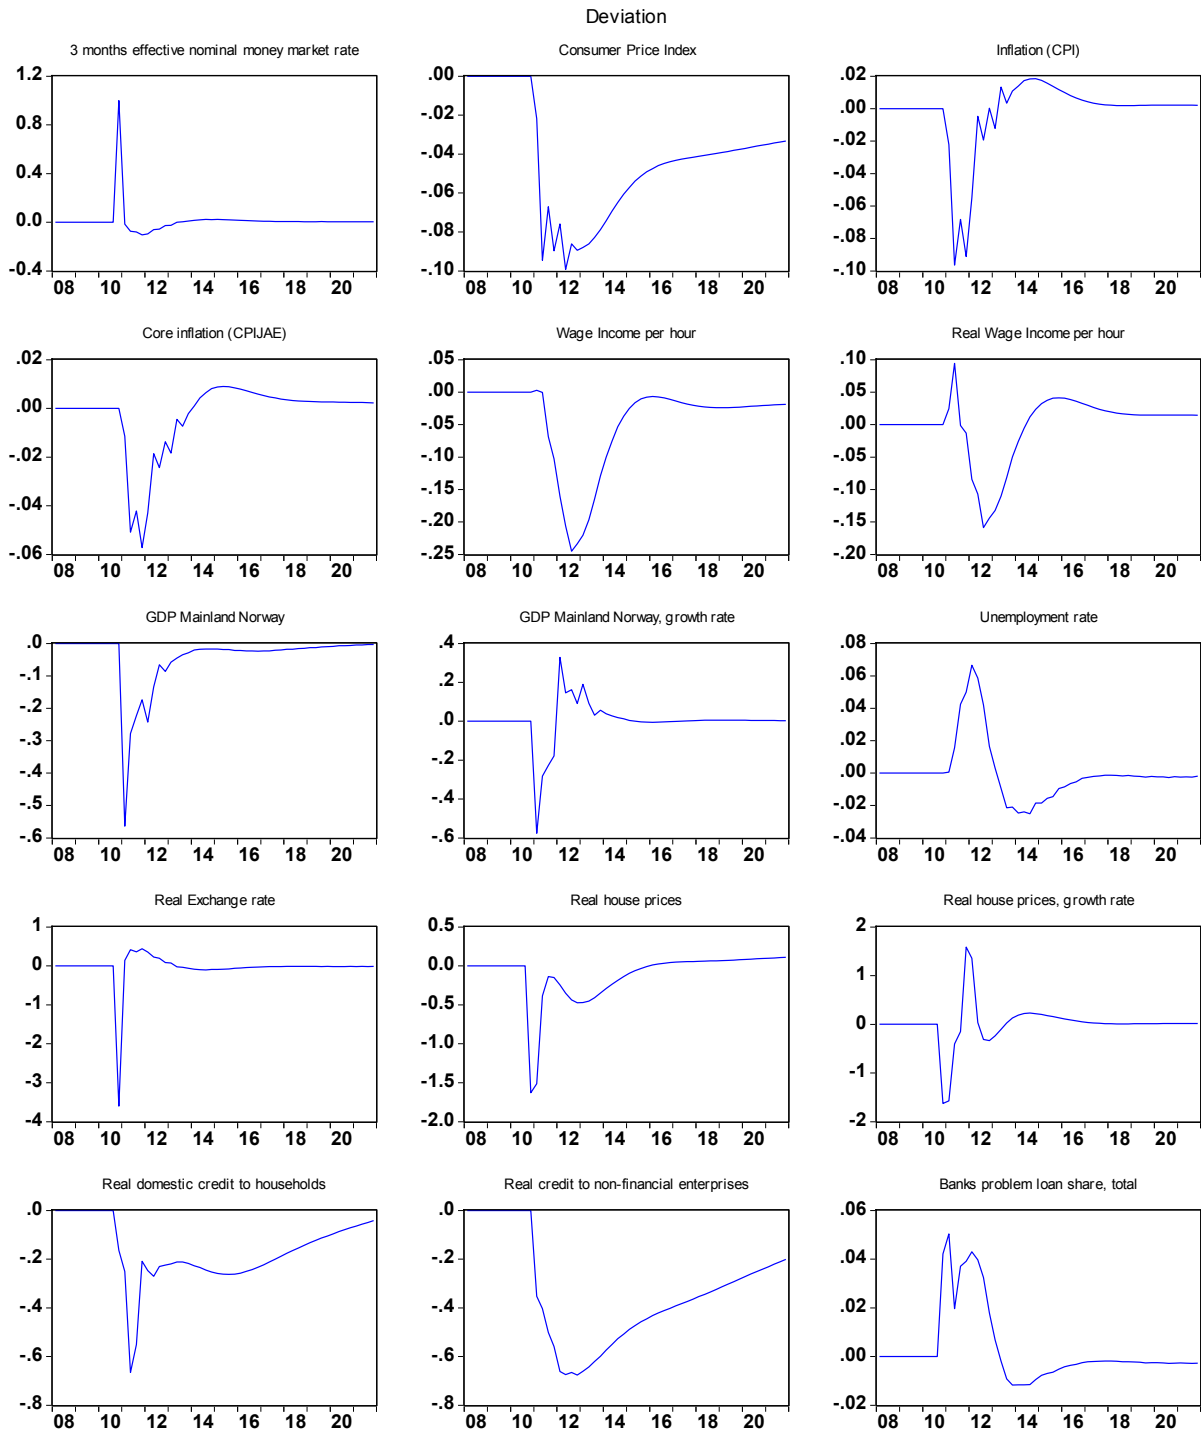 Deviation
3 months effective nominal money market rate
1.2
0.8
0.4
0.0
-0.4
08 10 12 14 16 18 20
Consumer Price Index
.00
-.02
-.04
-.06
-.08
-.10
08 10 12 14 16 18 20
Inflation (CPI)
.02
.00
-.02
-.04
-.06
-.08
-.10
08 10 12 14 16 18 20
Core inflation (CPIJAE)
.02
.00
-.02
-.04
-.06
08 10 12 14 16 18 20
Wage Income per hour
.05
.00
-.05
-.10
-.15
-.20
-.25
08 10 12 14 16 18 20
Real Wage Income per hour
.10
.05
.00
-.05
-.10
-.15
-.20
08 10 12 14 16 18 20
GDP Mainland Norway
.0
-.1
-.2
-.3
-.4
-.5
-.6
08 10 12 14 16 18 20
GDP Mainland Norway, growth rate
.4
.2
.0
-.2
-.4
-.6
08 10 12 14 16 18 20
Unemployment rate
.08
.06
.04
.02
.00
-.02
-.04
08 10 12 14 16 18 20
Real Exchange rate
1
0
-1
-2
-3
-4
08 10 12 14 16 18 20
Real house prices
0.5
0.0
-0.5
-1.0
-1.5
-2.0
08 10 12 14 16 18 20
Real house prices, growth rate
2
1
0
-1
-2
08 10 12 14 16 18 20
Real domestic credit to households
.0
-.2
-.4
-.6
-.8
08 10 12 14 16 18 20
Real credit to non-financial enterprises
.0
-.2
-.4
-.6
-.8
08 10 12 14 16 18 20
Banks problem loan share, total
.06
.04
.02
.00
-.02
08 10 12 14 16 18 20